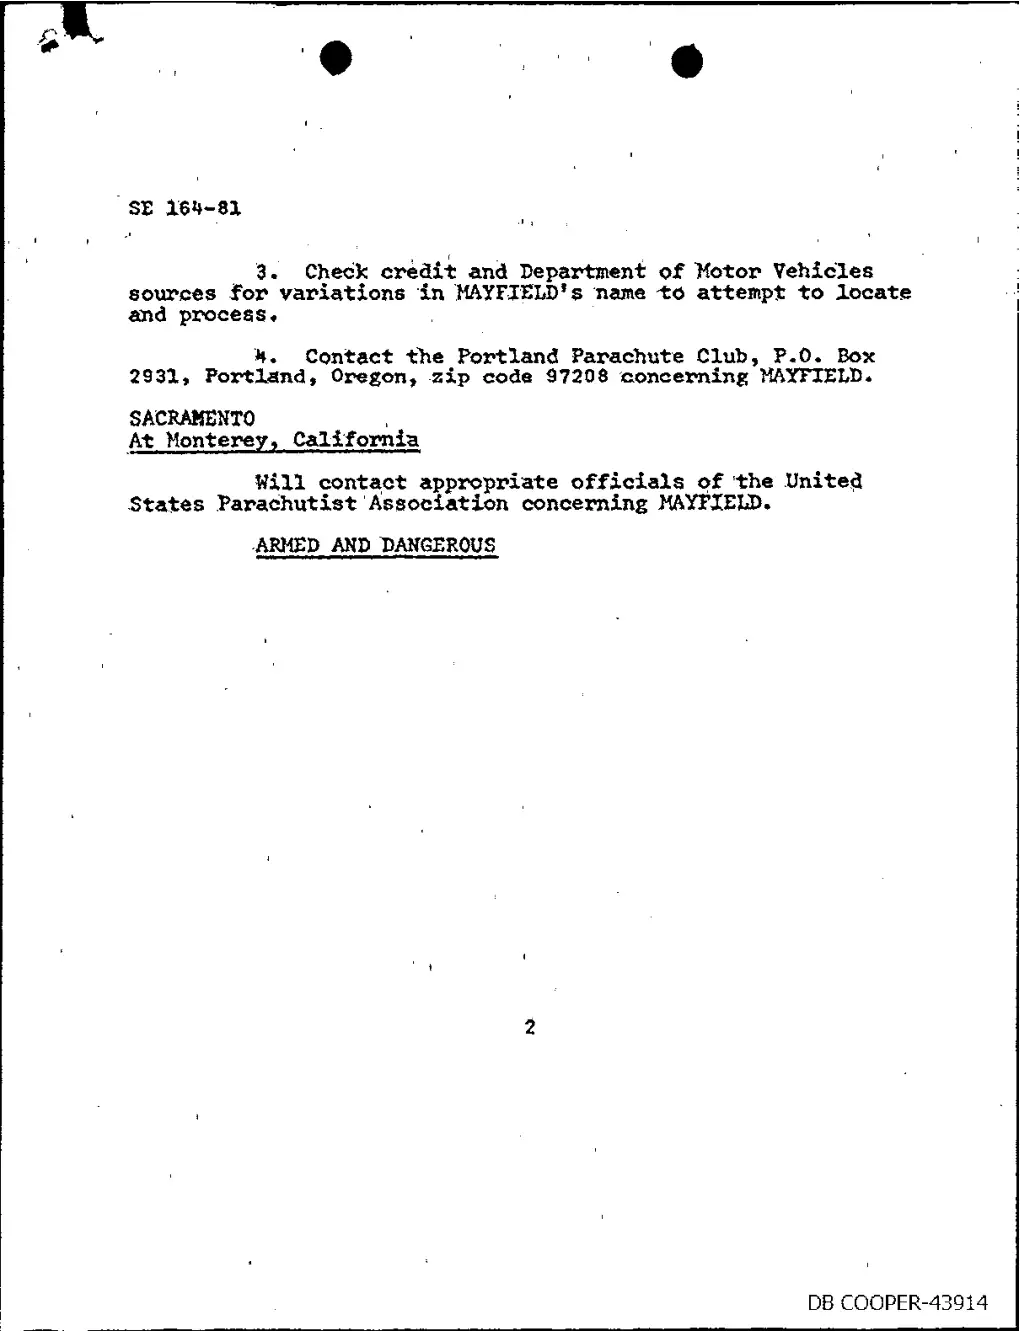 SE 164-81
3. Check credit and Department of Motor Vehicles
sources for variations in MAYFIELD's name to attempt to locate
and process.
4. Contact the Portland Parachute Club, P.O. Box
2931, Portland, Oregon, zip code 97208 concerning MAYFIELD.
SACRAMENTO
At Monterey, California
Will contact appropriate officials of the United
States Parachutist Association concerning MAYFIELD.
ARMED AND DANGEROUS
2
DB COOPER-43914